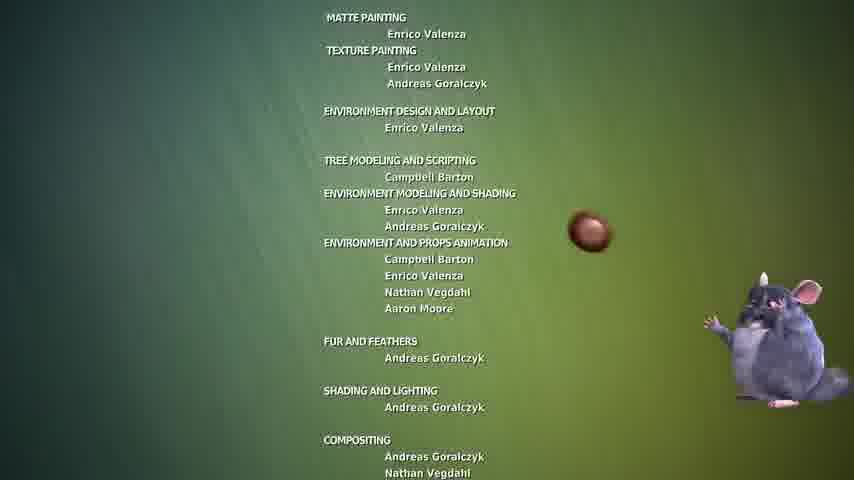 MATTE PAINTING
Enrico Valenza
TEXTURE PAINTING
Enrico Valenza
Andreas Goralczyk
ENVIRONMENT DESIGN AND LAYOUT
Enrico Valenza
TREE MODELING AND SCRIPTING
Campbell Barton
ENVIRONMENT MODELING AND SHADING
Enrico Valenza
Andreas Goralczyk
ENVIRONMENT AND PROPS ANIMATION
Campbell Barton
Enrico Valenza
Nathan Vegdahl
Aaron Moore
FUR AND FEATHERS
Andreas Goralczyk
SHADING AND LIGHTING
Andreas Goralczyk
COMPOSITING
Andreas Goralczyk
Nathan Vegdahl